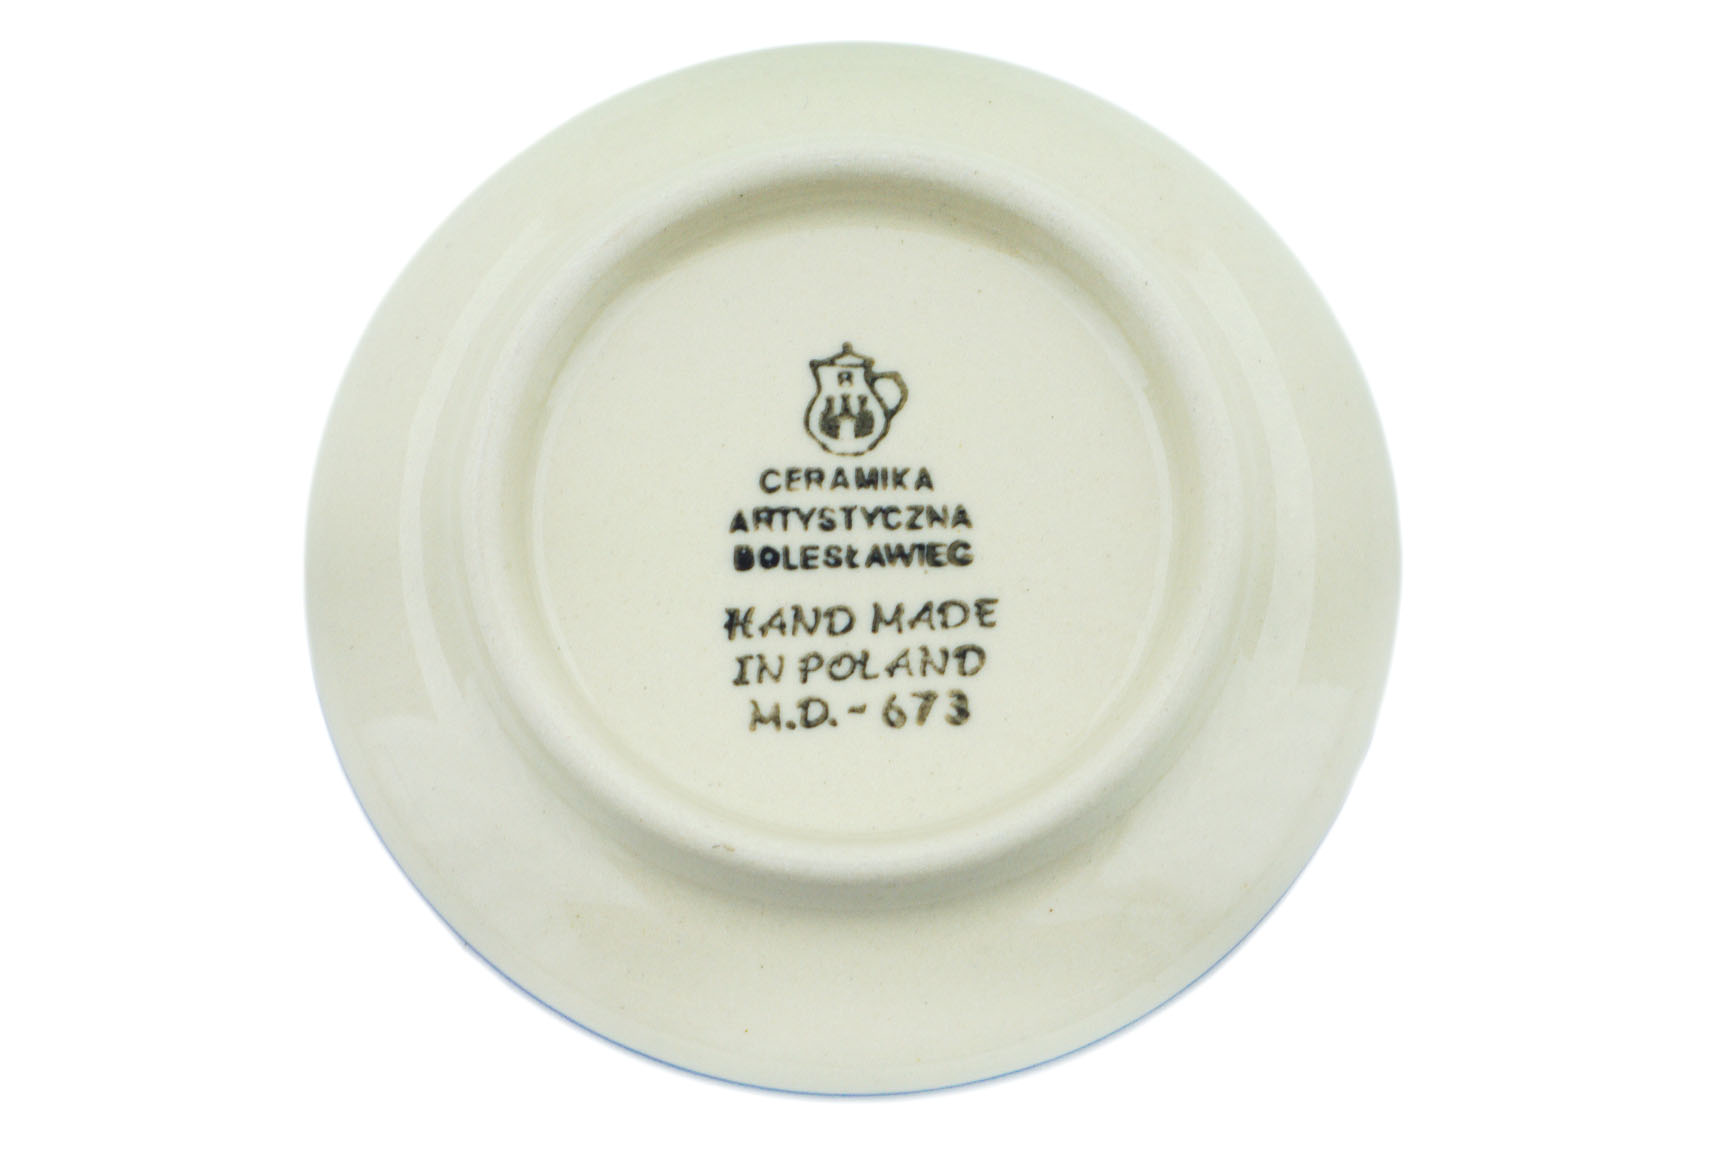 R
CERAMIKA
ARTYSTYCZNA
BOLESŁAWIEC
HAND MADE
IN POLAND
M.D. - 673